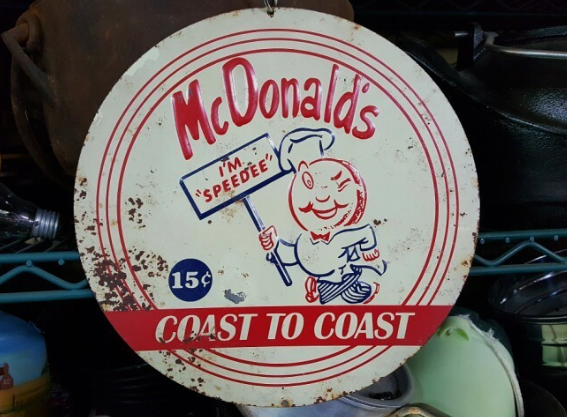 McDonald's
I'M
"SPEEDEE"
15¢
COAST TO COAST